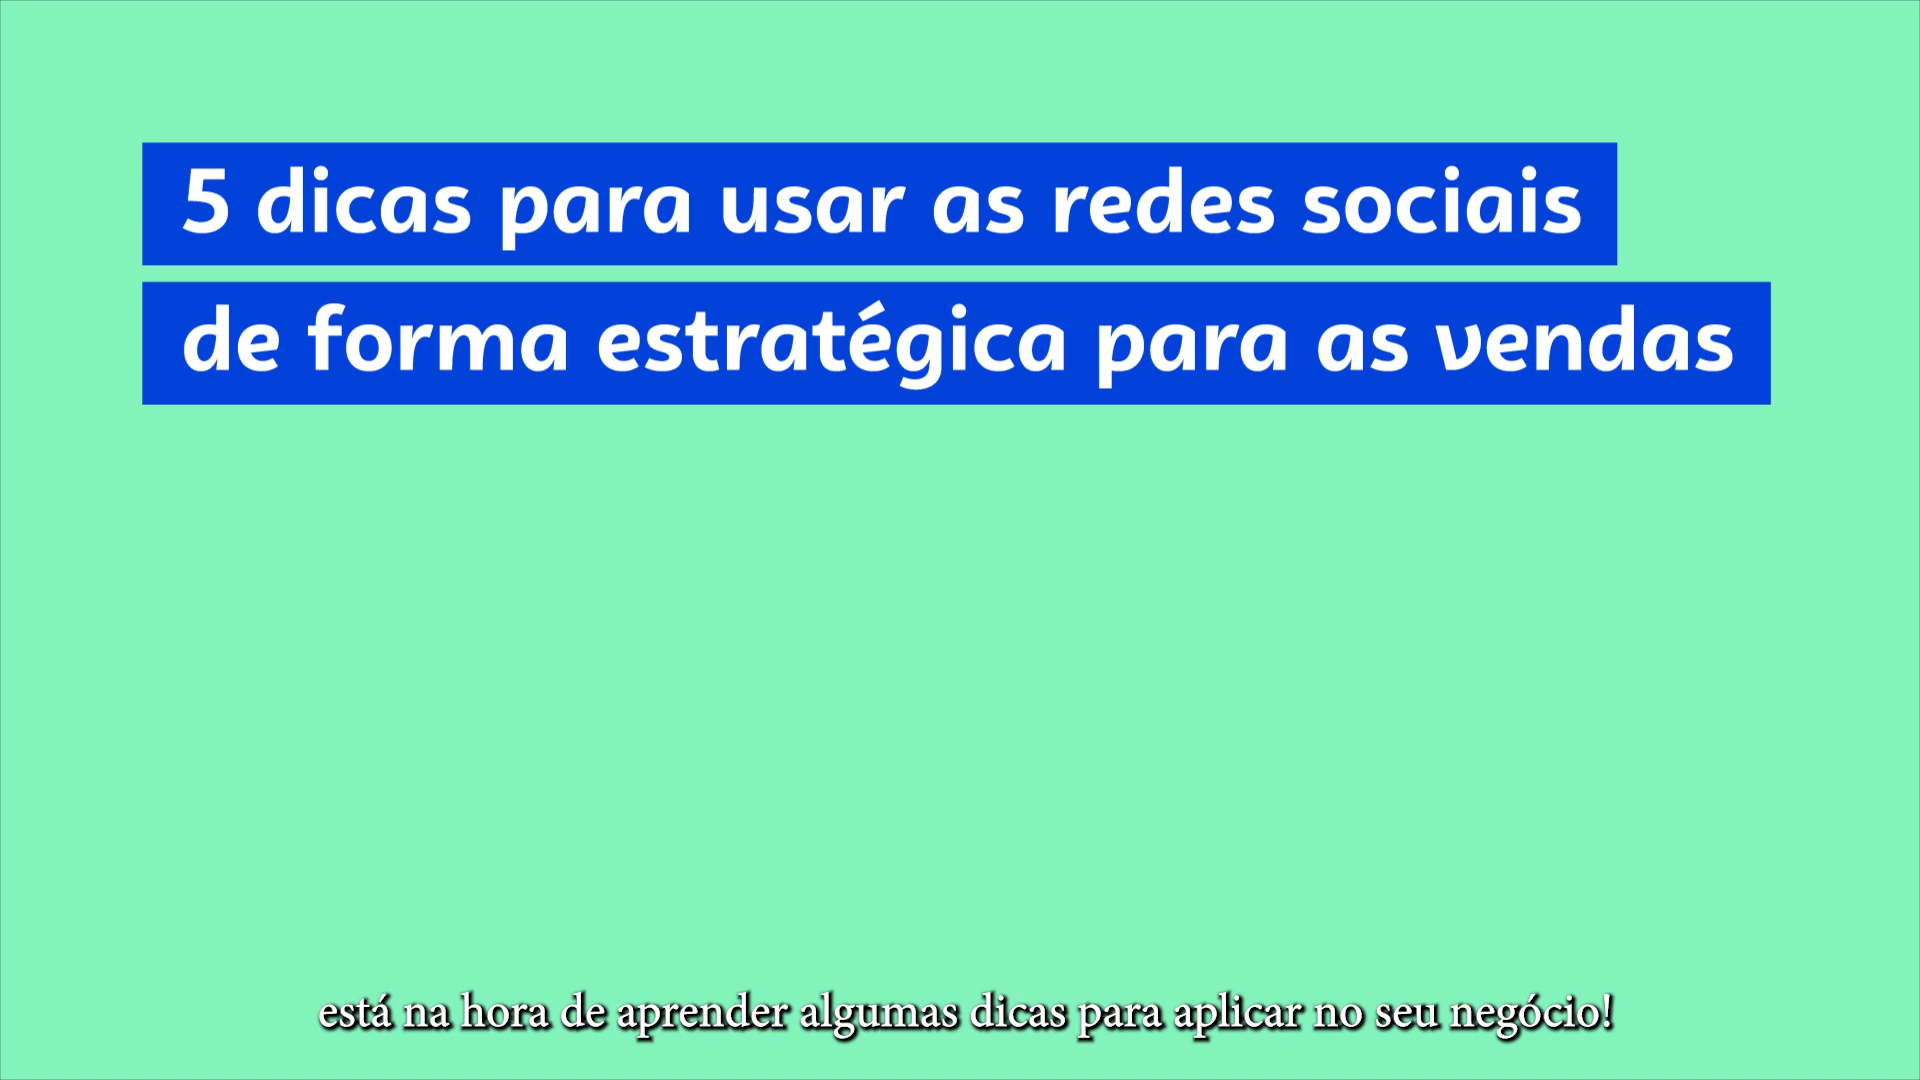 5 dicas para usar as redes sociais
de forma estratégica para as vendas
está na hora de aprender algumas dicas para aplicar no seu negócio!